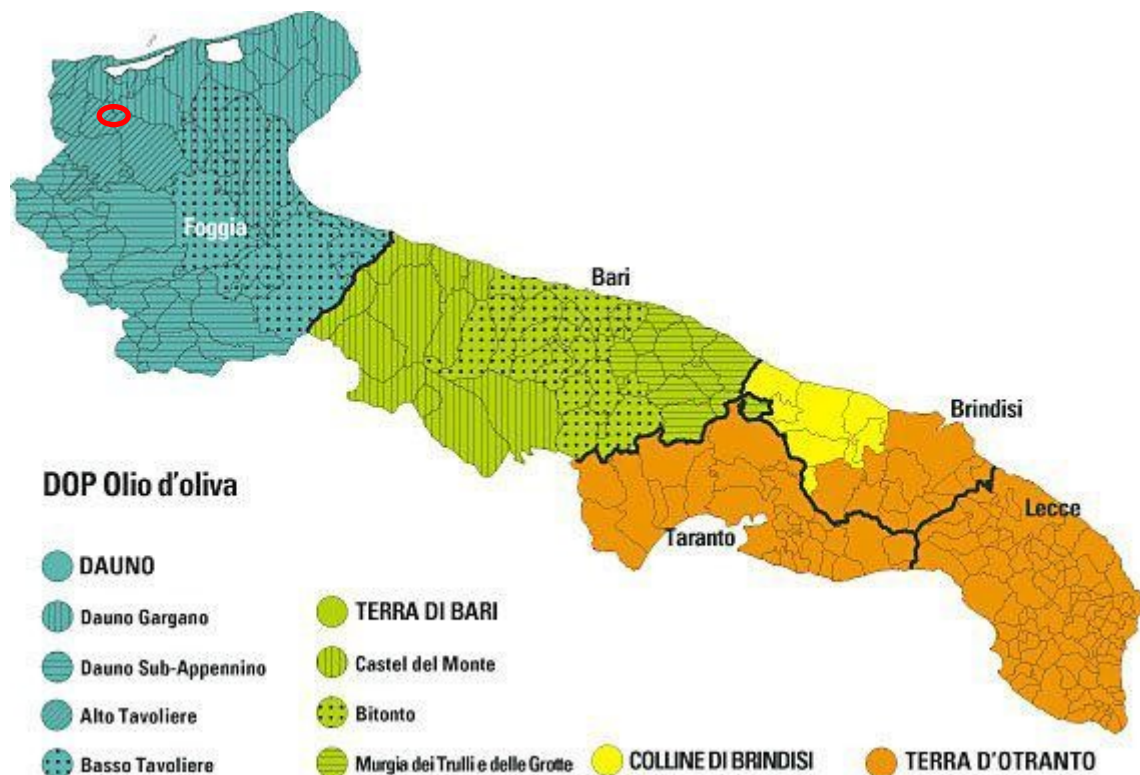 Foggia
Bari
Brindisi
Lecce
Taranto
DOP Olio d'oliva
DAUNO
Dauno Gargano
Dauno Sub-Appennino
Alto Tavoliere
Basso Tavoliere
TERRA DI BARI
Castel del Monte
Bitonto
Murgia dei Trulli e delle Grotte
COLLINE DI BRINDISI
TERRA D'OTRANTO